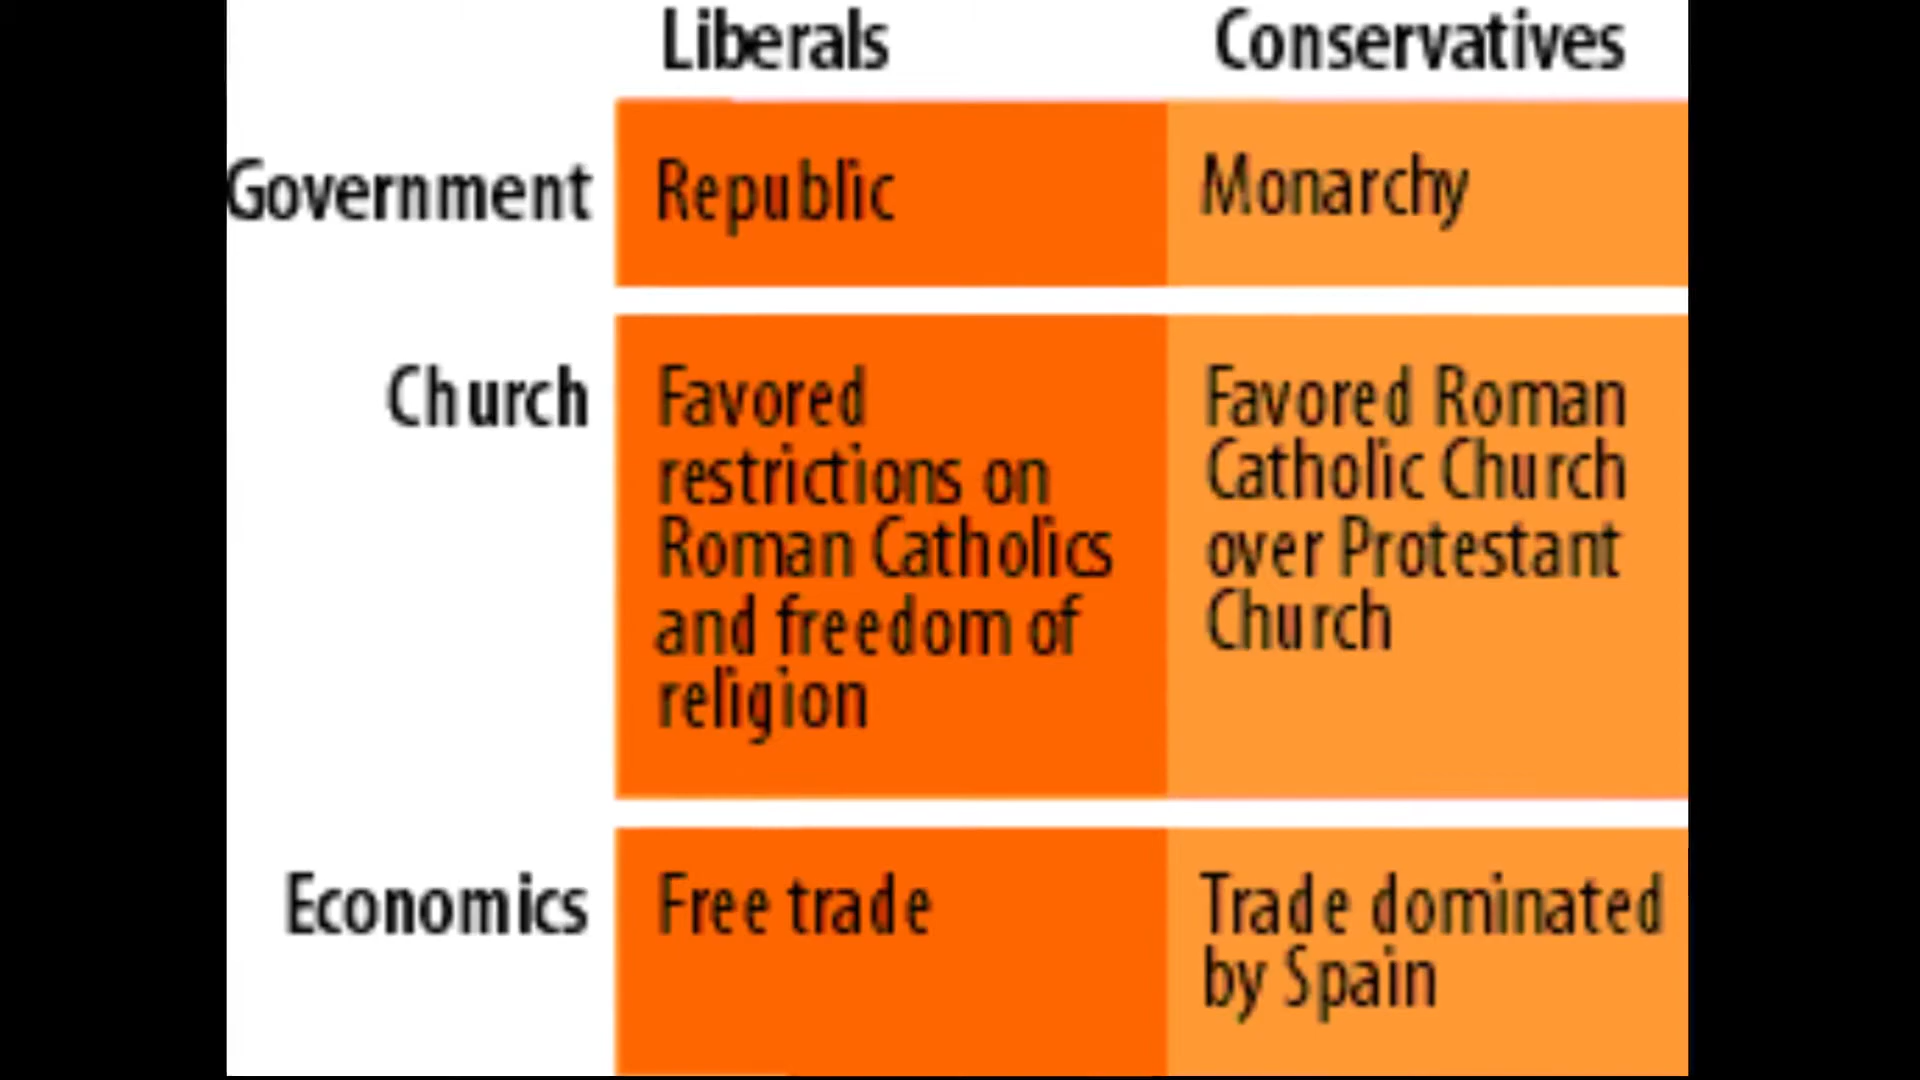 Liberals Conservatives
Government Republic Monarchy
Church Favored Favored Roman
restrictions on Catholic Church
Roman Catholics over Protestant
and freedom of Church
religion
Economics Free trade Trade dominated
by Spain